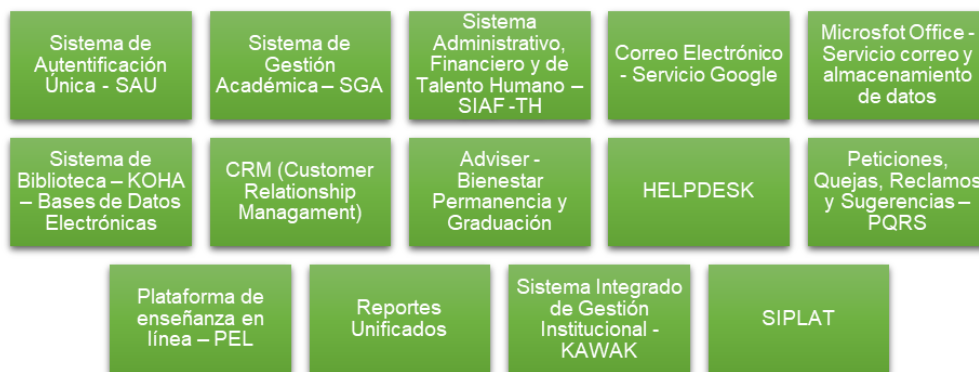 Sistema de
Autentificación
Única - SAU
Sistema de
Gestión
Académica – SGA
Sistema
Administrativo,
Financiero y de
Talento Humano –
SIAF -TH
Correo Electrónico
- Servicio Google
Microsfot Office -
Servicio correo y
almacenamiento
de datos
Sistema de
Biblioteca – KOHA
– Bases de Datos
Electrónicas
CRM (Customer
Relationship
Managament)
Adviser -
Bienestar
Permanencia y
Graduación
HELPDESK
Peticiones,
Quejas, Reclamos
y Sugerencias –
PQRS
Plataforma de
enseñanza en
línea – PEL
Reportes
Unificados
Sistema Integrado
de Gestión
Institucional -
KAWAK
SIPLAT